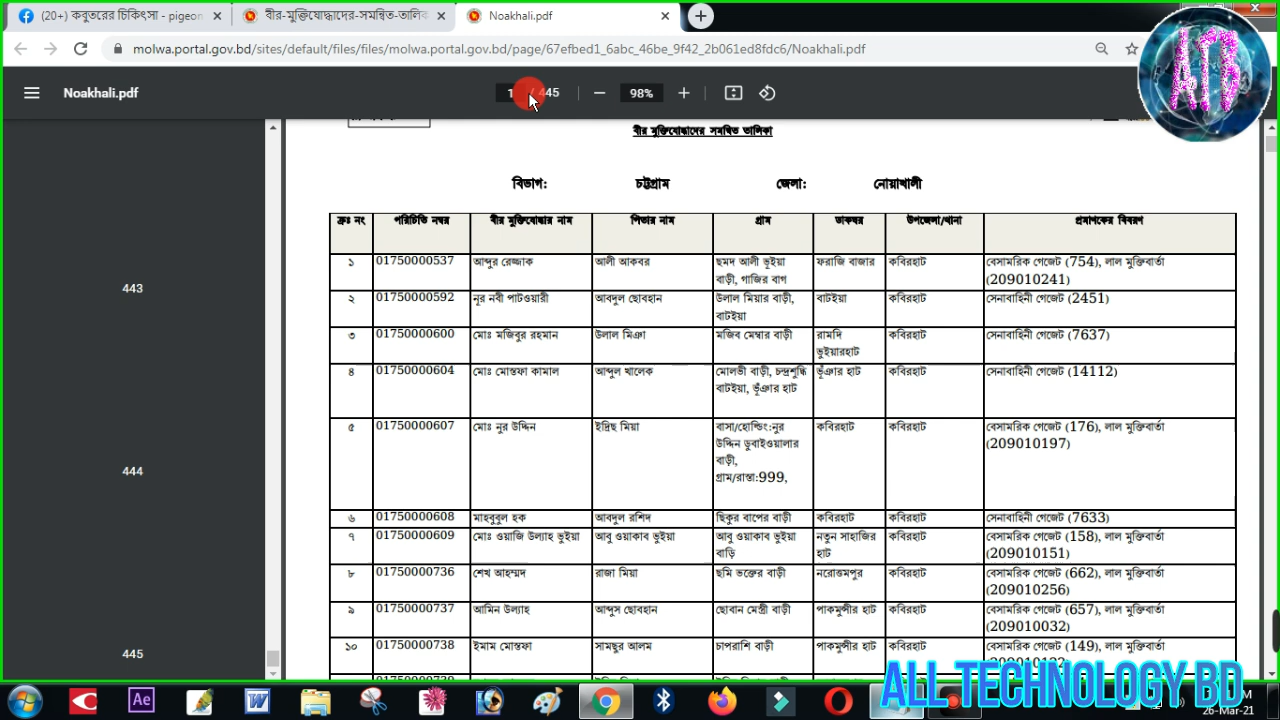 (20+) কবুতরের চিকিৎসা - pigeon
বীর-মুক্তিযোদ্ধাদের-সমন্বিত-তালিক
Noakhali.pdf
molwa.portal.gov.bd/sites/default/files/files/molwa.portal.gov.bd/page/67efbed1_6abc_46be_9f42_2b061ed8fdc6/Noakhali.pdf
AB
Noakhali.pdf
1 / 445
98%
বীর মুক্তিযোদ্ধাদের সমন্বিত তালিকা
বিভাগ: চট্টগ্রাম জেলা: নোয়াখালী
ক্রঃ নং পরিচিতি নম্বর বীর মুক্তিযোদ্ধার নাম পিতার নাম গ্রাম ডাকঘর উপজেলা/থানা প্রমাণকের বিবরণ
১ 01750000537 আব্দুর রেজ্জাক আলী আকবর ছমদ আলী ভূইয়া ফরাজি বাজার কবিরহাট বেসামরিক গেজেট (754), লাল মুক্তিবার্তা
বাড়ী, গাজির বাগ (209010241)
443
২ 01750000592 নূর নবী পাটওয়ারী আবদুল ছোবহান উলাল মিয়ার বাড়ী, বাটইয়া কবিরহাট সেনাবাহিনী গেজেট (2451)
বাটইয়া
৩ 01750000600 মোঃ মজিবুর রহমান উলাল মিঞা মজিব মেম্বার বাড়ী রামদি কবিরহাট সেনাবাহিনী গেজেট (7637)
ভুইয়ারহাট
৪ 01750000604 মোঃ মোস্তফা কামাল আব্দুল খালেক মোলভী বাড়ী, চন্দ্রশুদ্ধি ভূঁঞার হাট কবিরহাট সেনাবাহিনী গেজেট (14112)
বাটইয়া, ভূঁঞার হাট
৫ 01750000607 মোঃ নুর উদ্দিন ইদ্রিছ মিয়া বাসা/হোল্ডিং:নুর কবিরহাট কবিরহাট বেসামরিক গেজেট (176), লাল মুক্তিবার্তা
উদ্দিন ডুবাইওয়ালার (209010197)
বাড়ী,
444
গ্রাম/রাস্তা:999,
৬ 01750000608 মাহবুবুল হক আবদুল রশিদ ছিকুর বাপের বাড়ী কবিরহাট কবিরহাট সেনাবাহিনী গেজেট (7633)
৭ 01750000609 মোঃ ওয়াজি উল্যাহ ভুইয়া আবু ওয়াকাব ভুইয়া আবু ওয়াকাব ভুইয়া নতুন সাহাজির কবিরহাট বেসামরিক গেজেট (158), লাল মুক্তিবার্তা
বাড়ি হাট (209010151)
৮ 01750000736 শেখ আহম্মদ রাজা মিয়া ছমি ভক্তের বাড়ী নরোত্তমপুর কবিরহাট বেসামরিক গেজেট (662), লাল মুক্তিবার্তা
(209010256)
৯ 01750000737 আমিন উল্যাহ আব্দুস ছোবহান ছোবান মেস্ত্রী বাড়ী পাকমুন্সীর হাট কবিরহাট বেসামরিক গেজেট (657), লাল মুক্তিবার্তা
(209010032)
১০ 01750000738 ইমাম মোস্তফা সামছুর আলম চাপরাশি বাড়ী পাকমুন্সীর হাট কবিরহাট বেসামরিক গেজেট (149), লাল মুক্তিবার্তা
445
ALL TECHNOLOGY BD
26-Mar-21